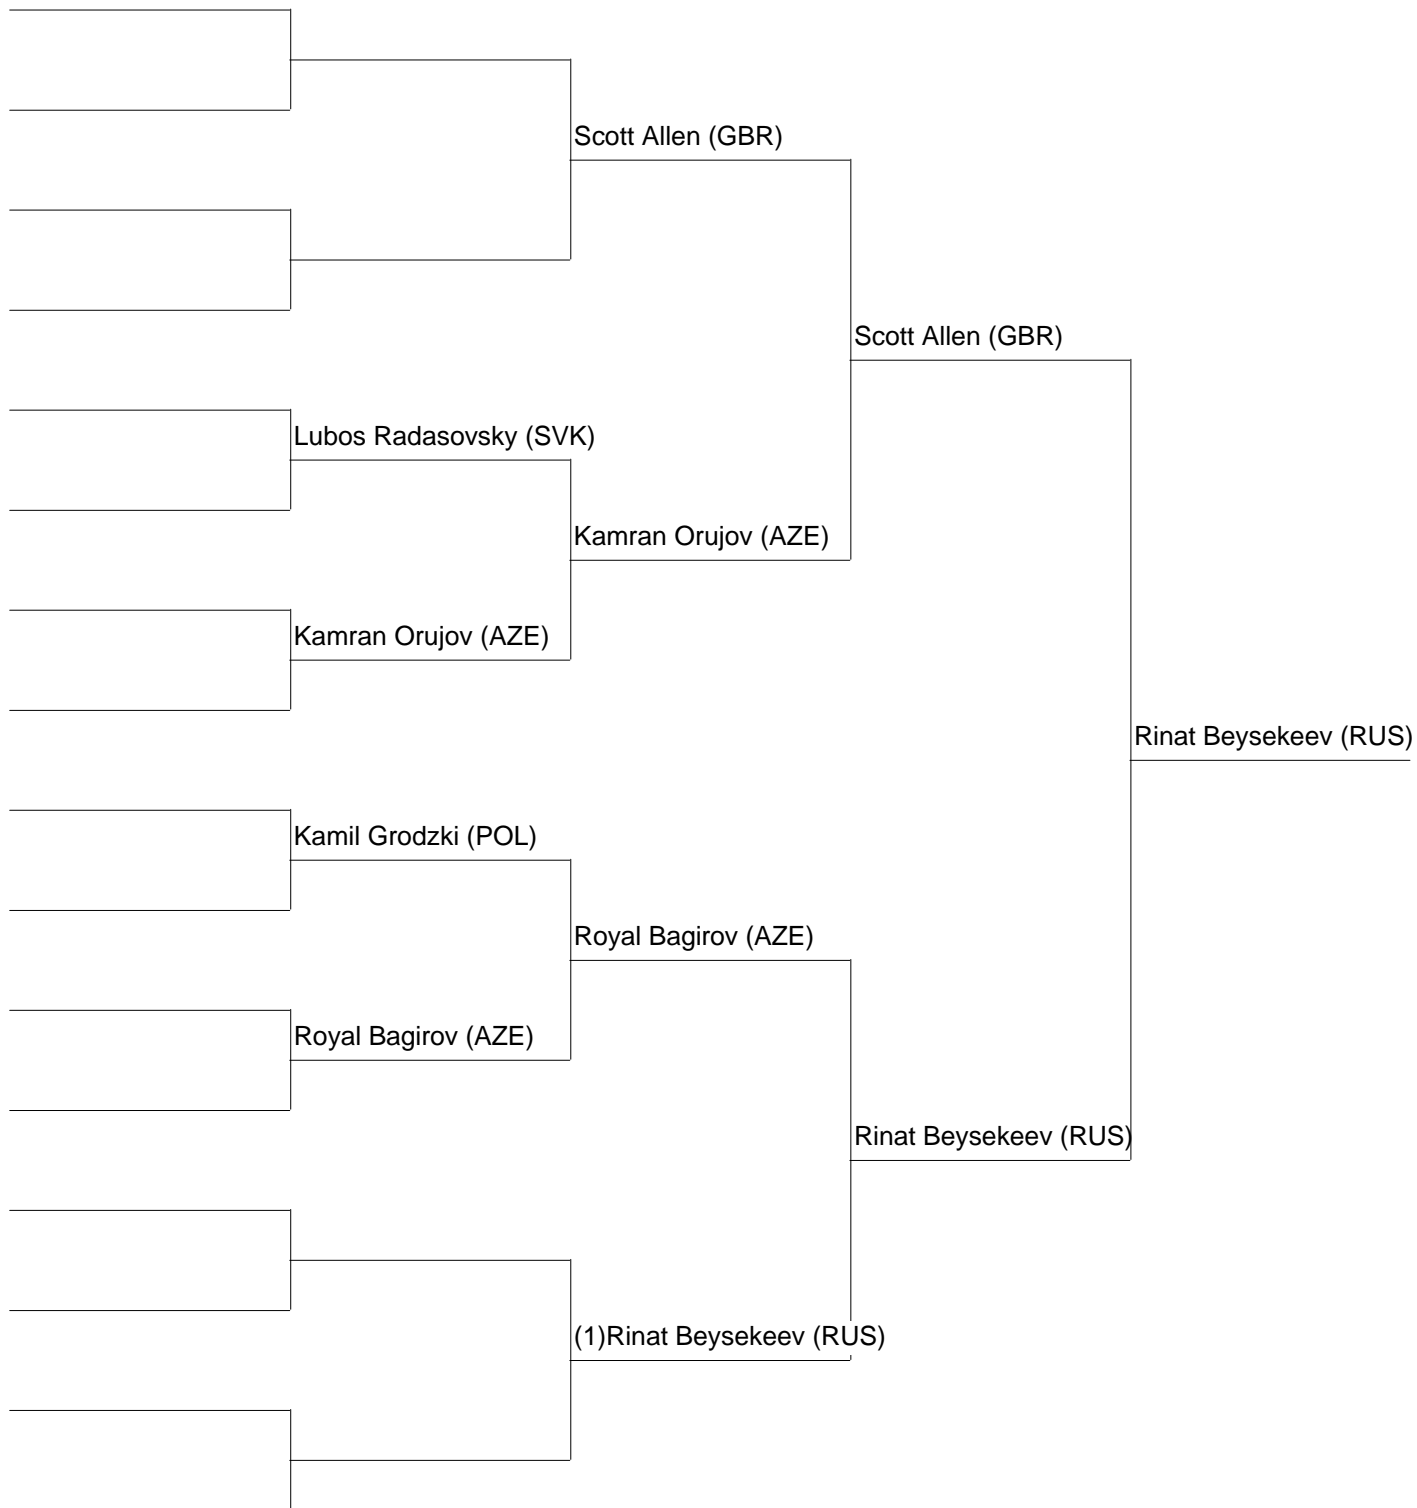 Scott Allen (GBR)
Scott Allen (GBR)
Lubos Radasovsky (SVK)
Kamran Orujov (AZE)
Kamran Orujov (AZE)
Rinat Beysekeev (RUS)
Kamil Grodzki (POL)
Royal Bagirov (AZE)
Royal Bagirov (AZE)
Rinat Beysekeev (RUS)
(1)Rinat Beysekeev (RUS)